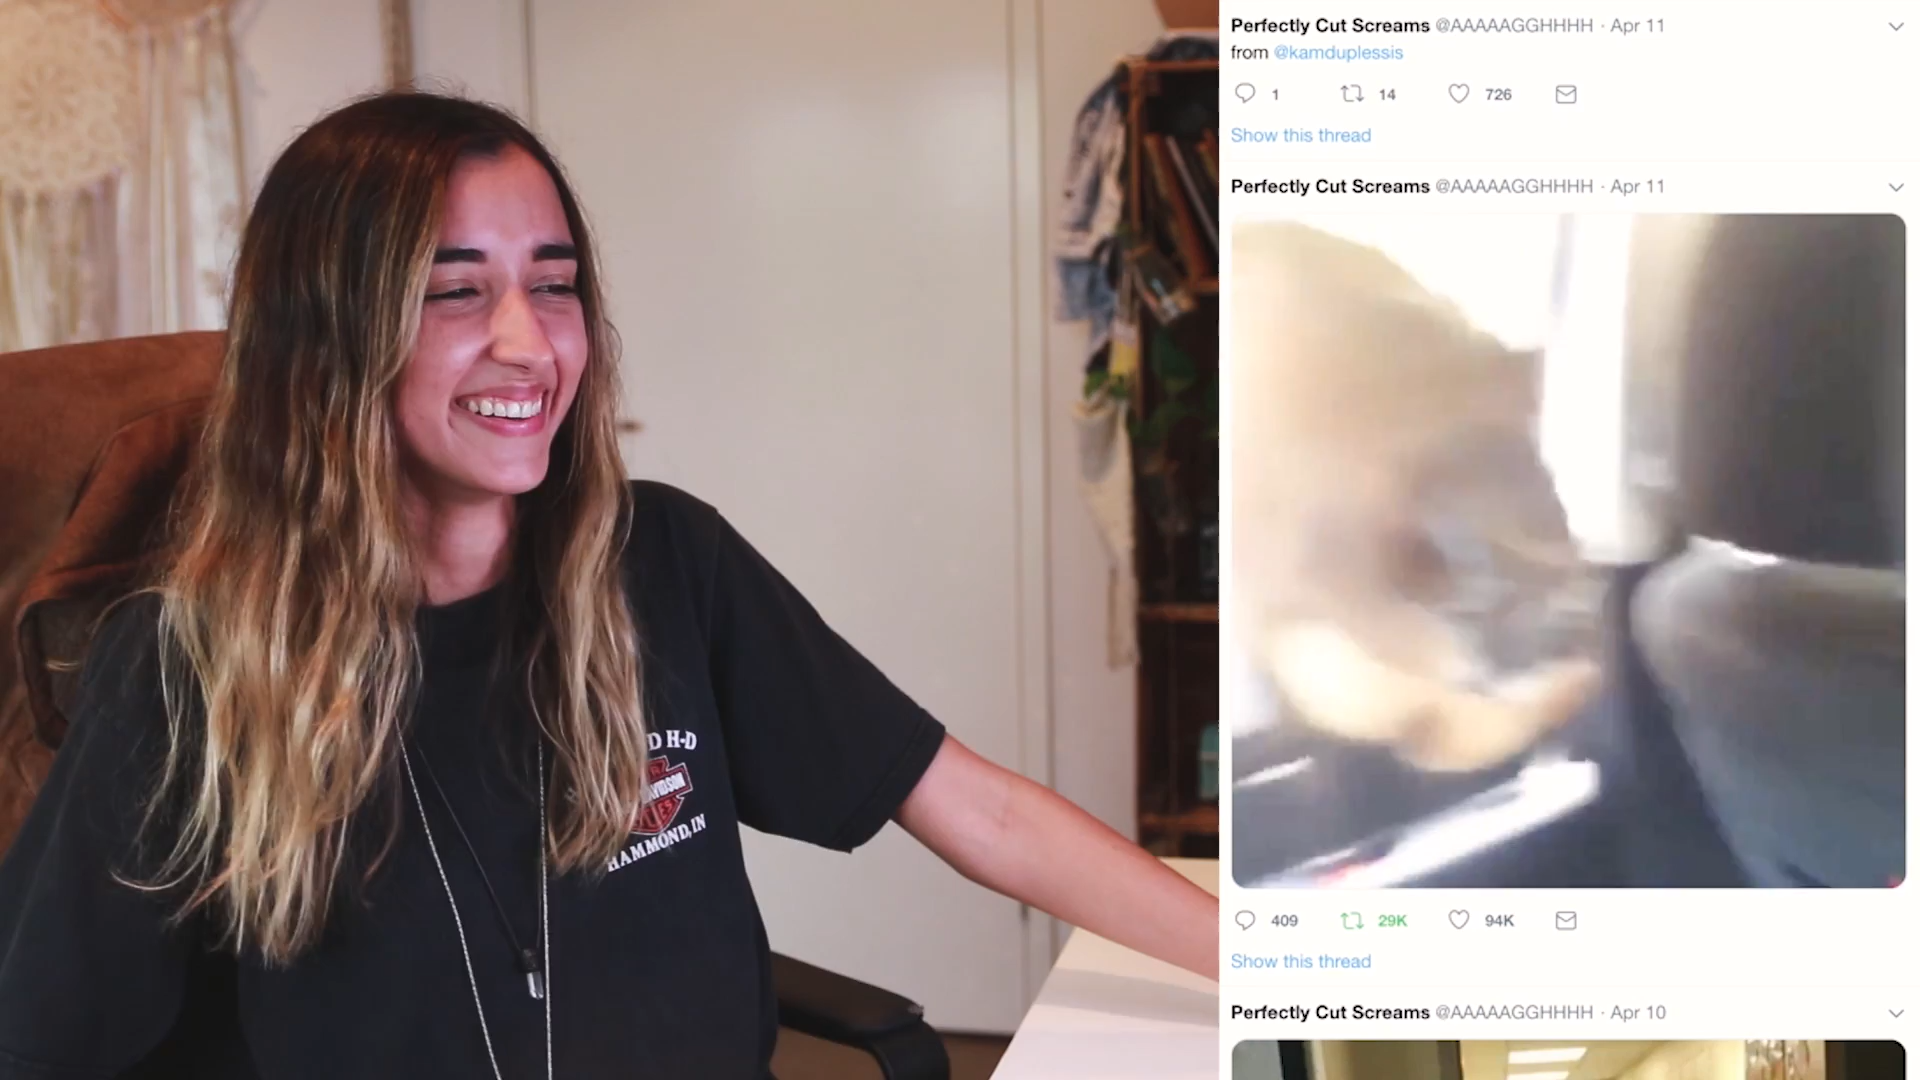 D H-D
HAMMOND, IN
Perfectly Cut Screams @AAAAAGGHHHH · Apr 11
from @kamduplessis
1 14 726
Show this thread
Perfectly Cut Screams @AAAAAGGHHHH · Apr 11
409 29K 94K
Show this thread
Perfectly Cut Screams @AAAAAGGHHHH · Apr 10